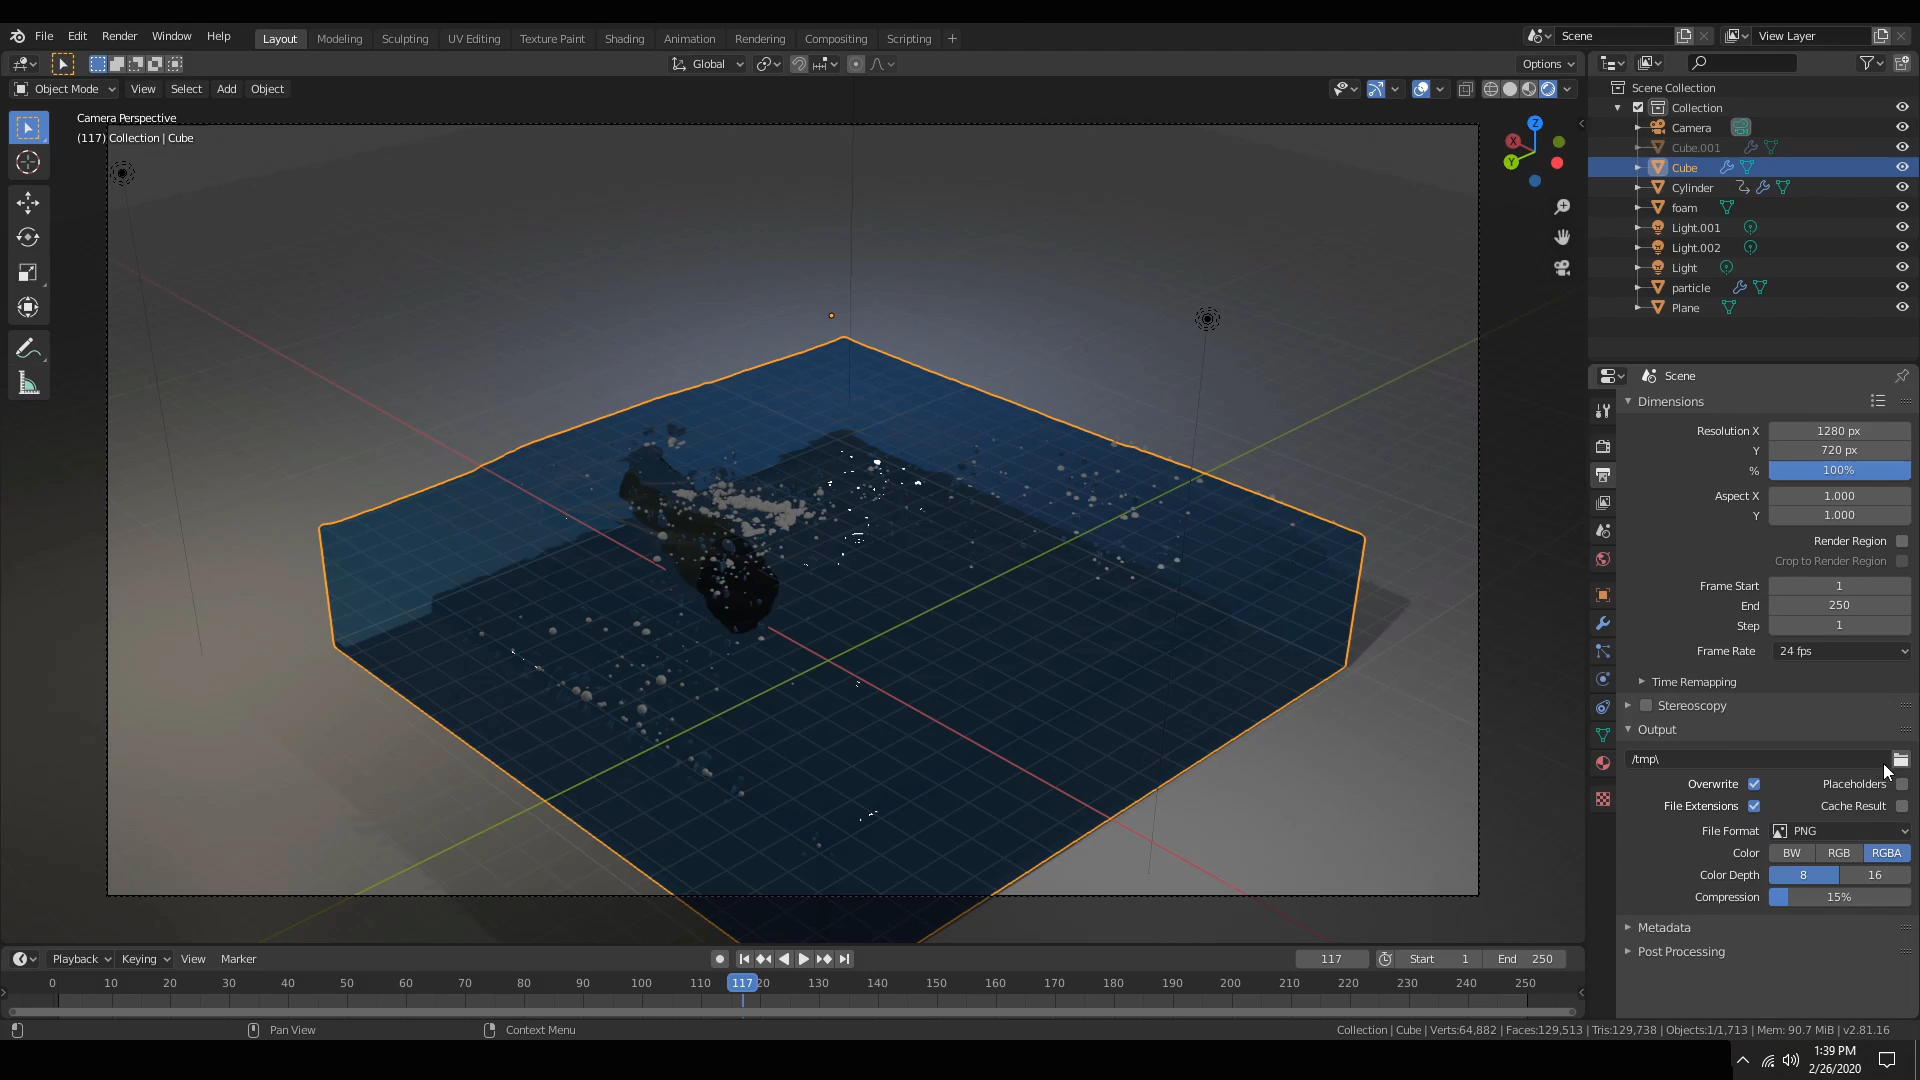 File Edit Render Window Help Layout Modeling Sculpting UV Editing Texture Paint Shading Animation Rendering Compositing Scripting + Scene View Layer
Global Options
Object Mode View Select Add Object
Camera Perspective
(117) Collection | Cube
Z
X
Y
Scene Collection
Collection
Camera
Cube.001
Cube
Cylinder
foam
Light.001
Light.002
Light
particle
Plane
Scene
Dimensions
Resolution X 1280 px
Y 720 px
% 100%
Aspect X 1.000
Y 1.000
Render Region
Crop to Render Region
Frame Start 1
End 250
Step 1
Frame Rate 24 fps
Time Remapping
Stereoscopy
Output
/tmp\
Overwrite Placeholders
File Extensions Cache Result
File Format PNG
Color BW RGB RGBA
Color Depth 8 16
Compression 15%
Metadata
Post Processing
Playback Keying View Marker 117 Start 1 End 250
0 10 20 30 40 50 60 70 80 90 100 110 117 20 130 140 150 160 170 180 190 200 210 220 230 240 250
Pan View Context Menu Collection | Cube | Verts:64,882 | Faces:129,513 | Tris:129,738 | Objects:1/1,713 | Mem: 90.7 MiB | v2.81.16
1:39 PM
2/26/2020